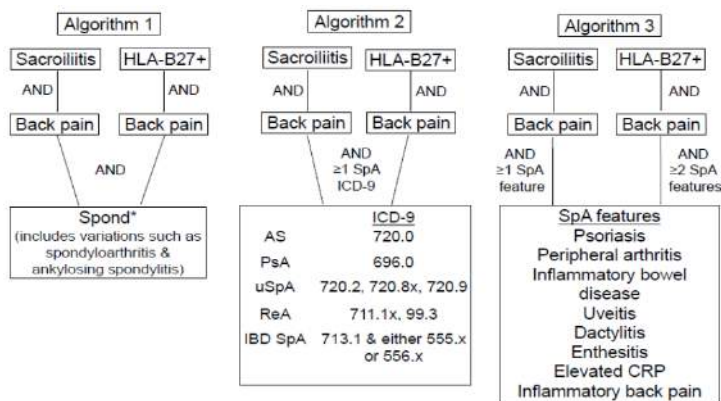 Algorithm 1
Sacroiliitis HLA-B27+
AND AND
Back pain Back pain
AND
Spond*
(includes variations such as
spondyloarthritis &
ankylosing spondylitis)
Algorithm 2
Sacroiliitis HLA-B27+
AND AND
Back pain Back pain
AND
≥1 SpA
ICD-9
ICD-9
AS 720.0
PsA 696.0
uSpA 720.2, 720.8x, 720.9
ReA 711.1x, 99.3
IBD SpA 713.1 & either 555.x
or 556.x
Algorithm 3
Sacroiliitis HLA-B27+
AND AND
Back pain Back pain
AND
≥1 SpA
feature
AND
≥2 SpA
features
SpA features
Psoriasis
Peripheral arthritis
Inflammatory bowel
disease
Uveitis
Dactylitis
Enthesitis
Elevated CRP
Inflammatory back pain